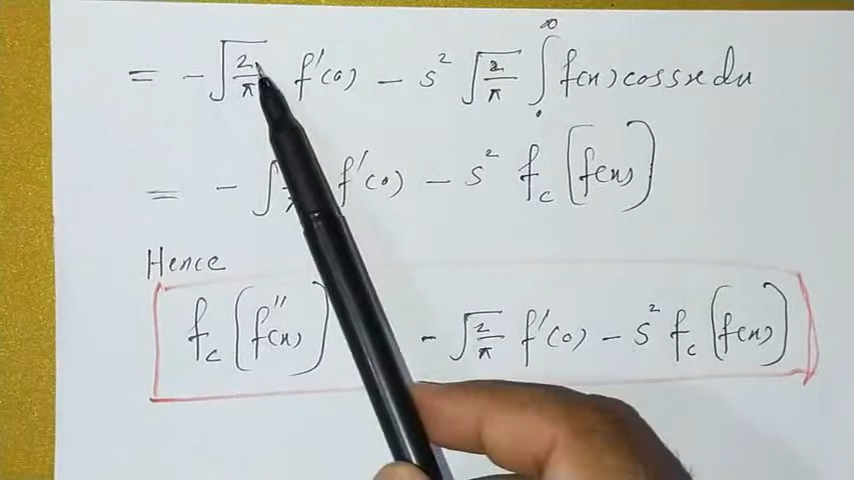 = - √(2/π) f'(0) - s² √(2/π) ∫₀^∞ f(x) cos sx dx
= - √ f'(0) - s² f_c [f(x)]
Hence
f_c [f''(x)] - √(2/π) f'(0) - s² f_c [f(x)]